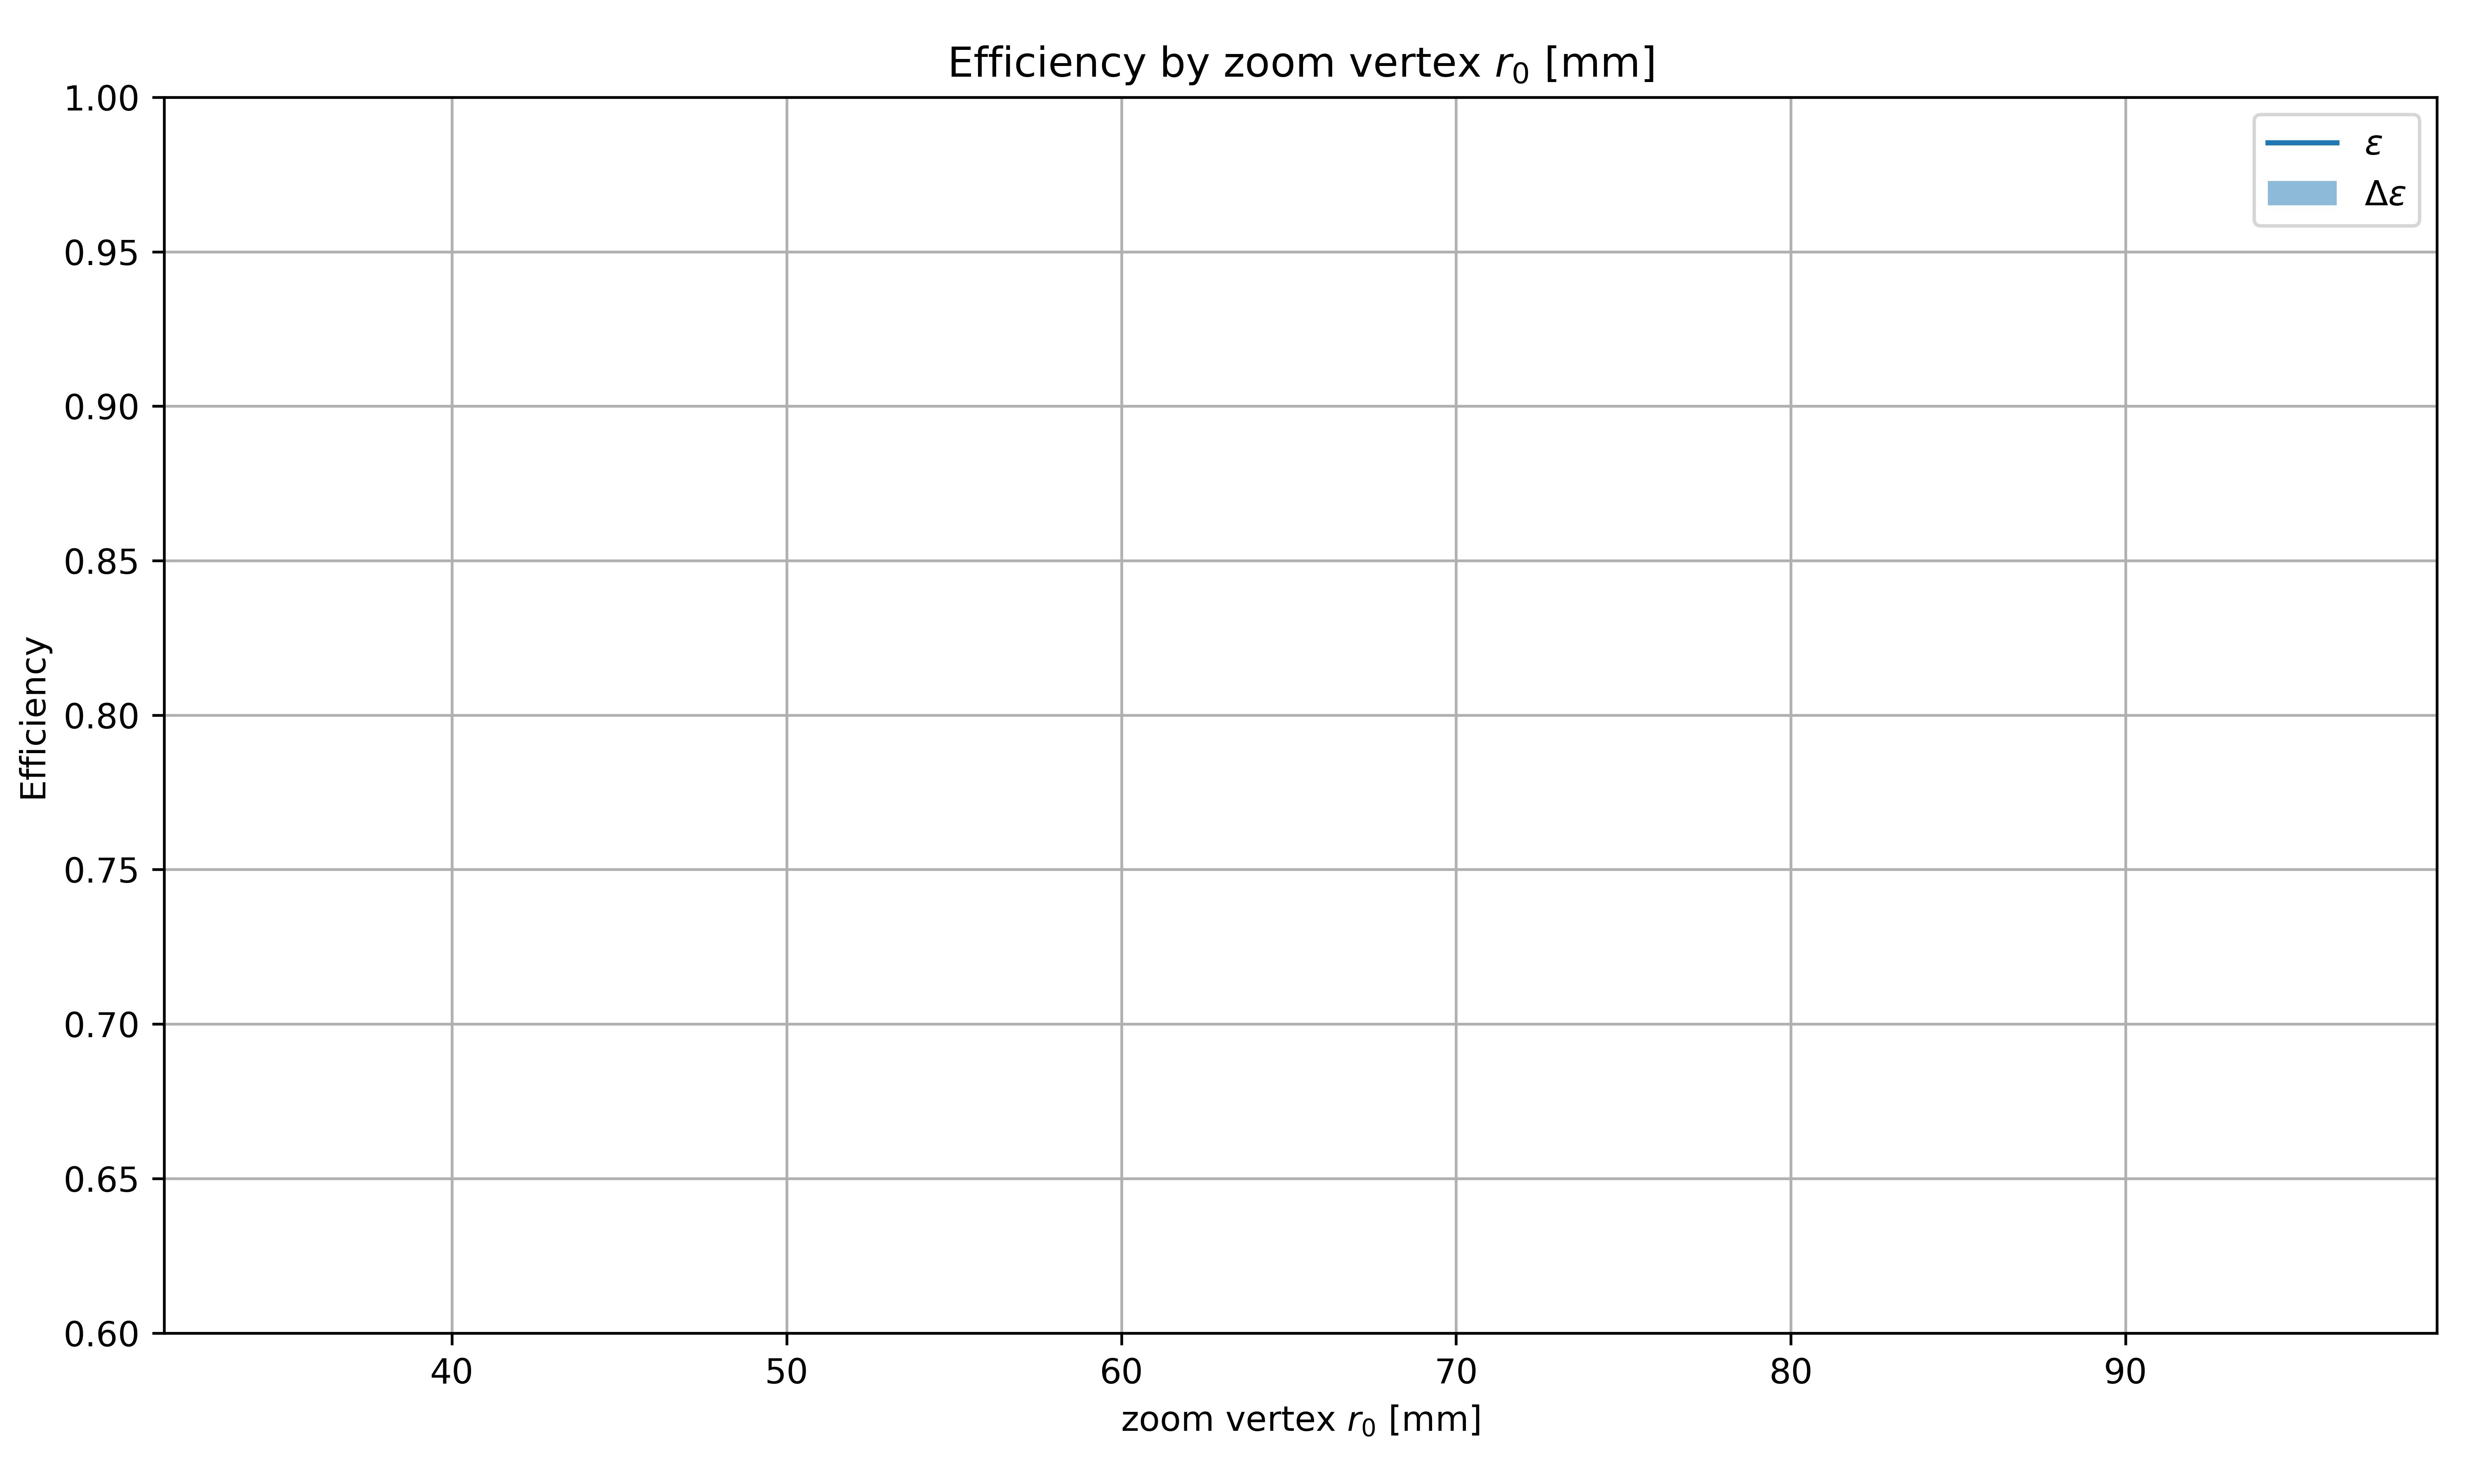 Efficiency by zoom vertex r₀ [mm]
1.00
0.95
0.90
0.85
0.80
0.75
0.70
0.65
0.60
Efficiency
ε
Δε
40 50 60 70 80 90
zoom vertex r₀ [mm]